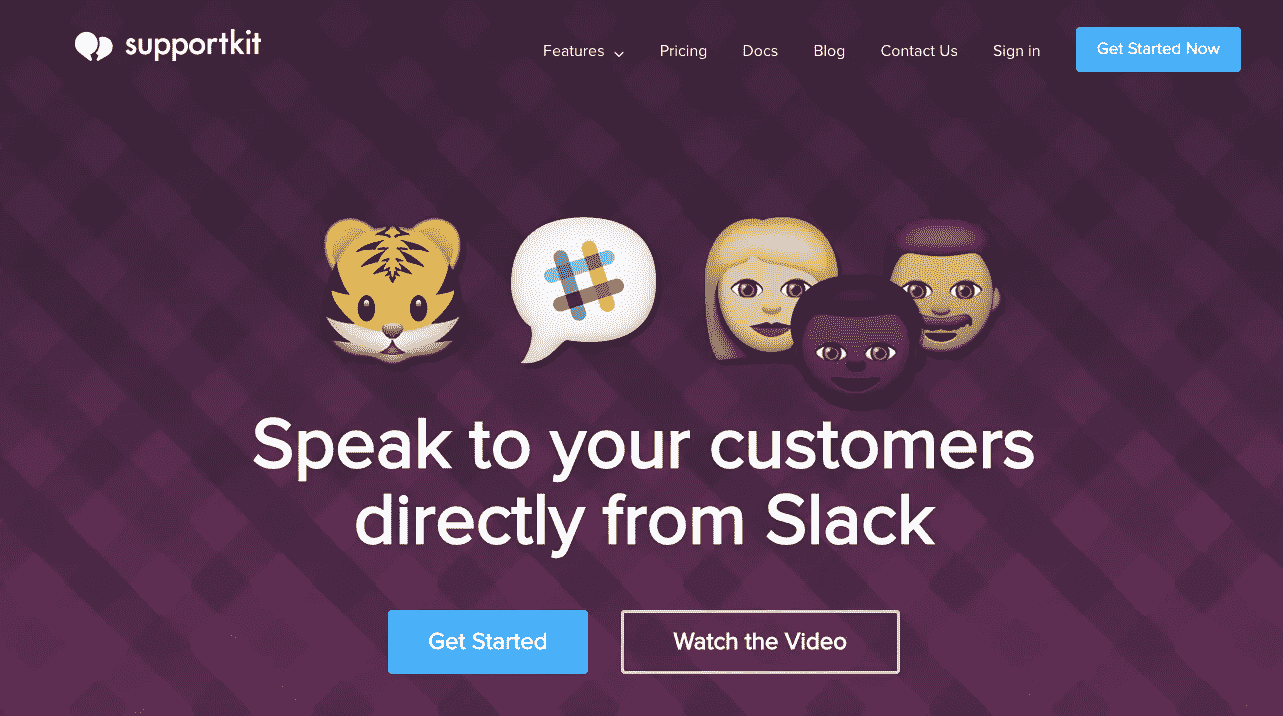 supportkit
Features
Pricing
Docs
Blog
Contact Us
Sign in
Get Started Now
Speak to your customers
directly from Slack
Get Started
Watch the Video